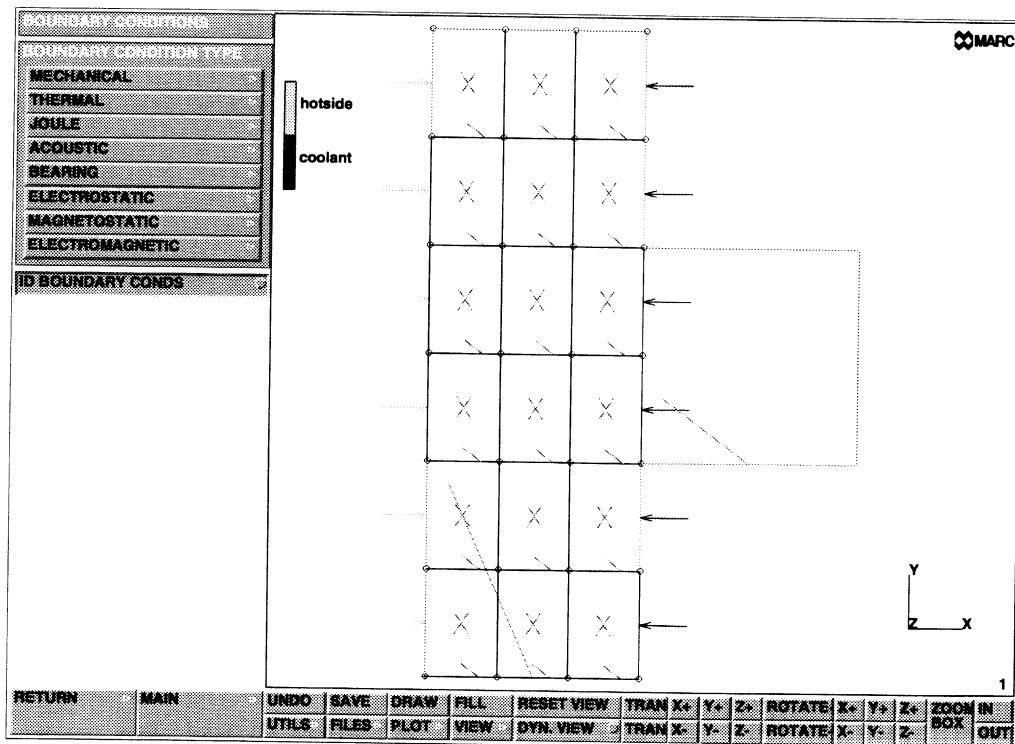 BOUNDARY CONDITIONS
BOUNDARY CONDITION TYPE
MECHANICAL
THERMAL
JOULE
ACOUSTIC
BEARING
ELECTROSTATIC
MAGNETOSTATIC
ELECTROMAGNETIC
ID BOUNDARY CONDS
hotside
coolant
MARC
Y
Z X
1
RETURN MAIN UNDO SAVE DRAW FILL RESET VIEW TRAN X+ Y+ Z+ ROTATE X+ Y+ Z+ ZOOM IN
UTILS FILES PLOT VIEW DYN. VIEW TRAN X- Y- Z- ROTATE X- Y- Z- BOX OUT